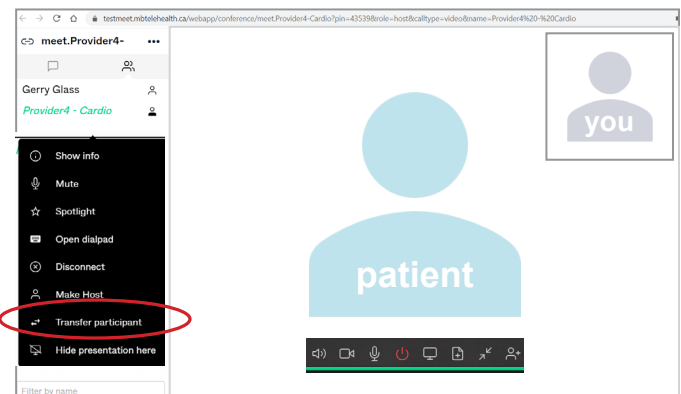 testmeet.mbtelehealth.ca/webapp/conference/meet.Provider4-Cardio?pin=43539&role=host&calltype=video&name=Provider4%20-%20Cardio
meet.Provider4- •••
Gerry Glass
Provider4 - Cardio
Show info
Mute
Spotlight
Open dialpad
Disconnect
Make Host
Transfer participant
Hide presentation here
Filter by name
you
patient